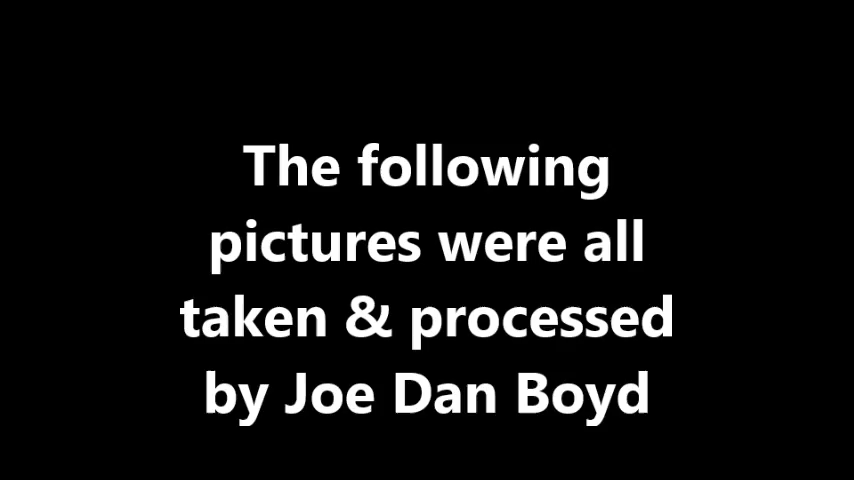 The following
pictures were all
taken & processed
by Joe Dan Boyd